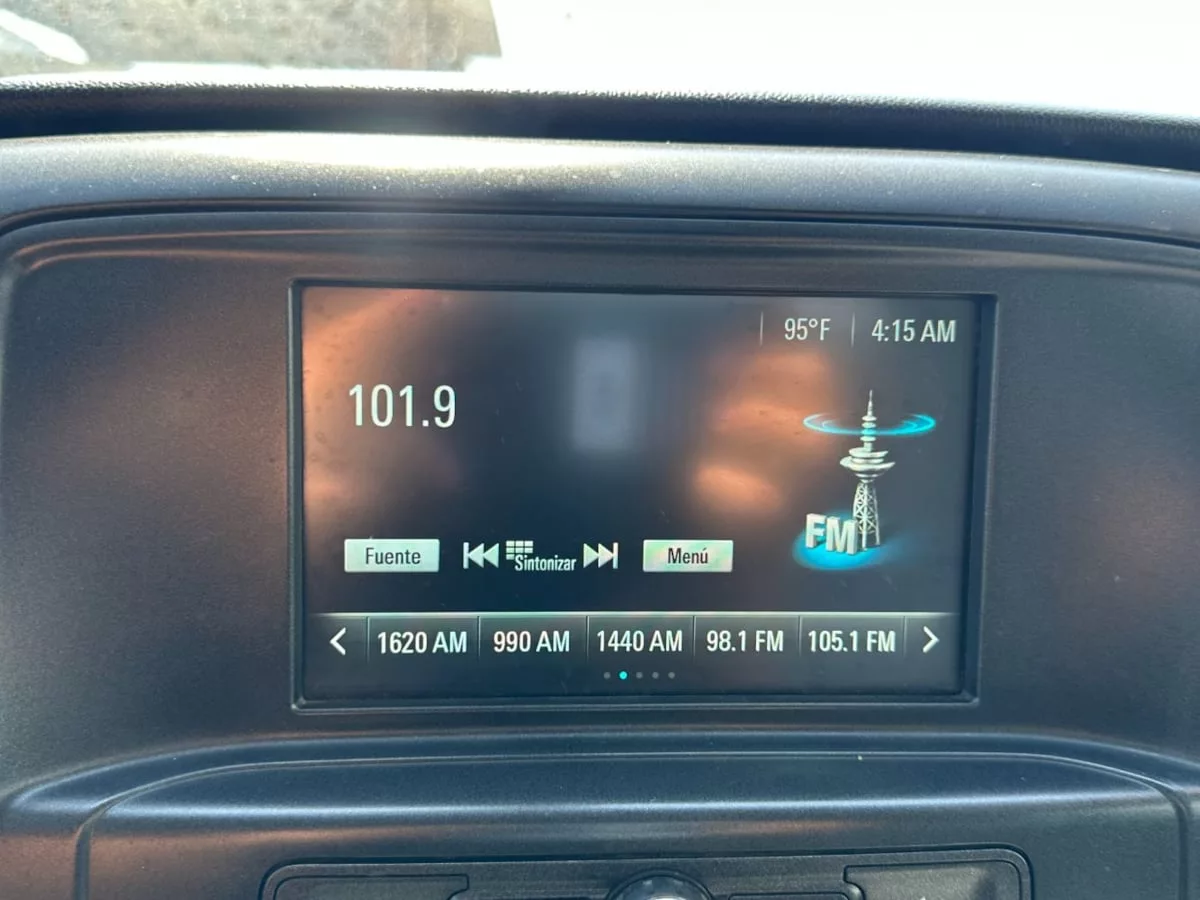 95°F 4:15 AM
101.9
FM
Fuente Sintonizar Menú
1620 AM 990 AM 1440 AM 98.1 FM 105.1 FM